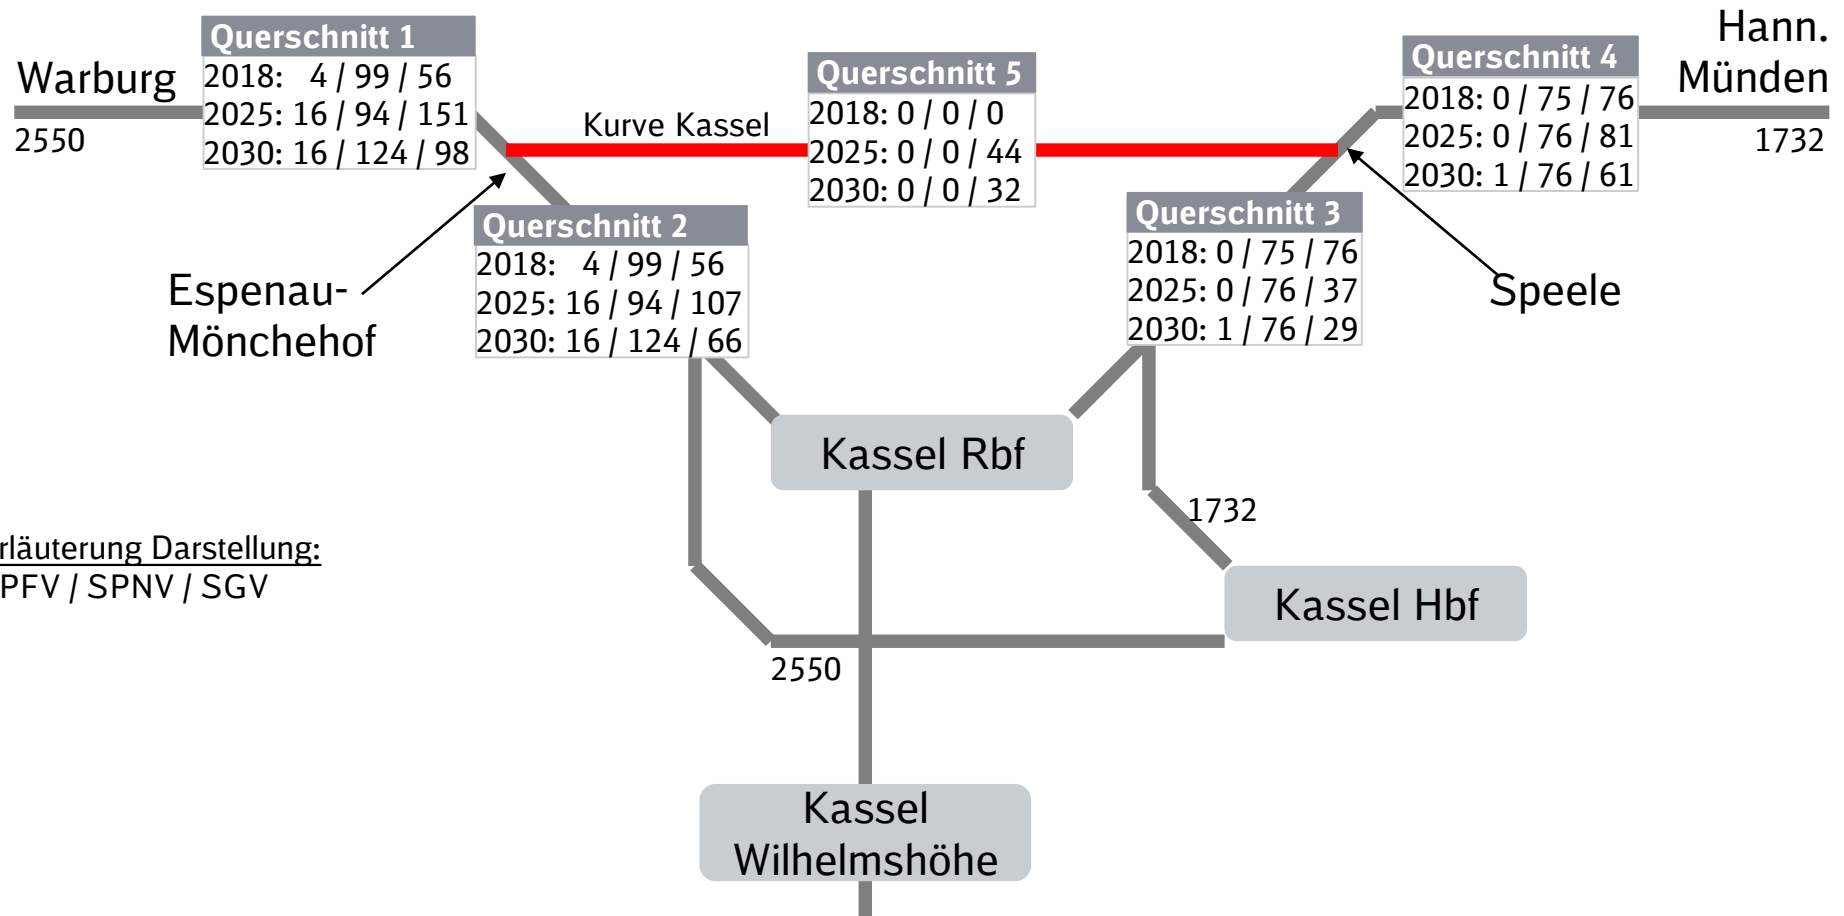 Warburg
2550
Querschnitt 1
2018: 4 / 99 / 56
2025: 16 / 94 / 151
2030: 16 / 124 / 98
Kurve Kassel
Querschnitt 5
2018: 0 / 0 / 0
2025: 0 / 0 / 44
2030: 0 / 0 / 32
Querschnitt 4
2018: 0 / 75 / 76
2025: 0 / 76 / 81
2030: 1 / 76 / 61
Hann.
Münden
1732
Querschnitt 2
2018: 4 / 99 / 56
2025: 16 / 94 / 107
2030: 16 / 124 / 66
Querschnitt 3
2018: 0 / 75 / 76
2025: 0 / 76 / 37
2030: 1 / 76 / 29
Espenau-
Mönchehof
Speele
Kassel Rbf
1732
rläuterung Darstellung:
PFV / SPNV / SGV
Kassel Hbf
2550
Kassel
Wilhelmshöhe